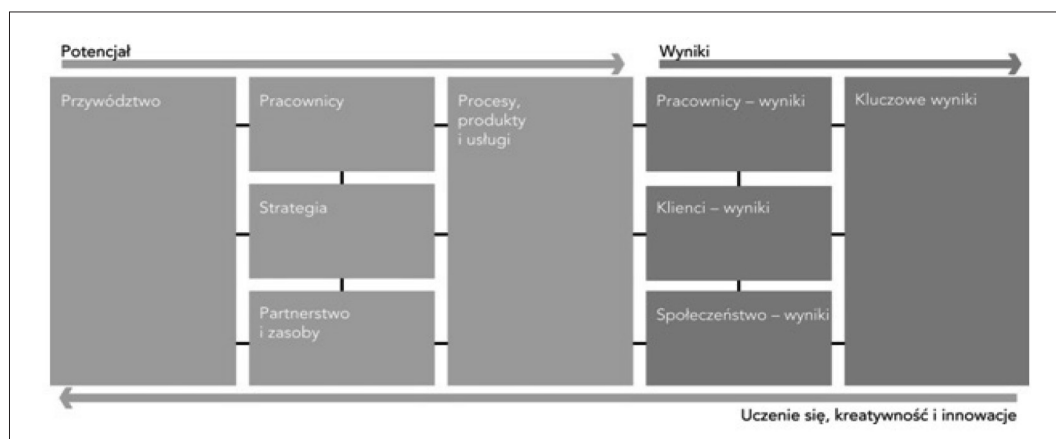 Potencjał
Wyniki
Przywództwo
Pracownicy
Procesy,
produkty
i usługi
Pracownicy – wyniki
Kluczowe wyniki
Strategia
Klienci – wyniki
Partnerstwo
i zasoby
Społeczeństwo – wyniki
Uczenie się, kreatywność i innowacje